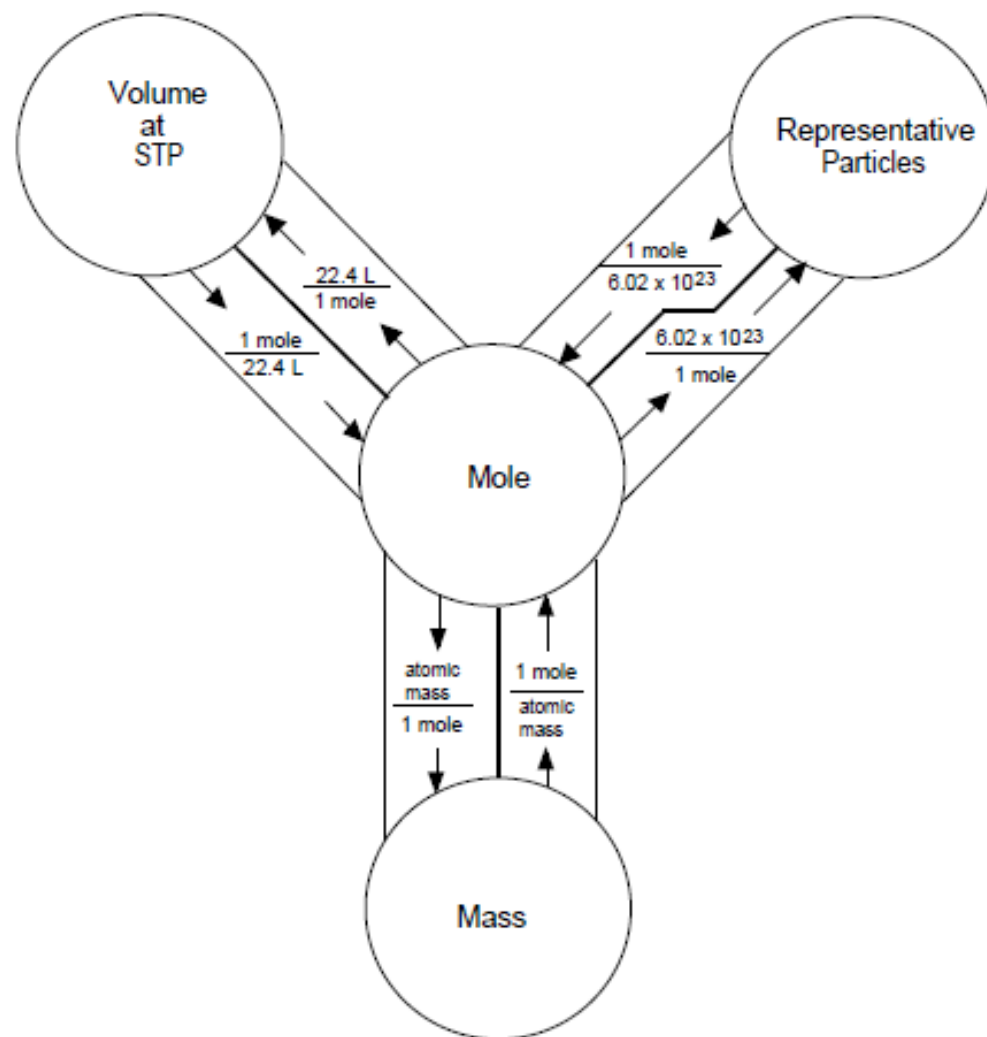 Volume
at
STP
Representative
Particles
22.4 L
1 mole
1 mole
22.4 L
1 mole
6.02 x 10²³
6.02 x 10²³
1 mole
Mole
atomic
mass
1 mole
1 mole
atomic
mass
Mass